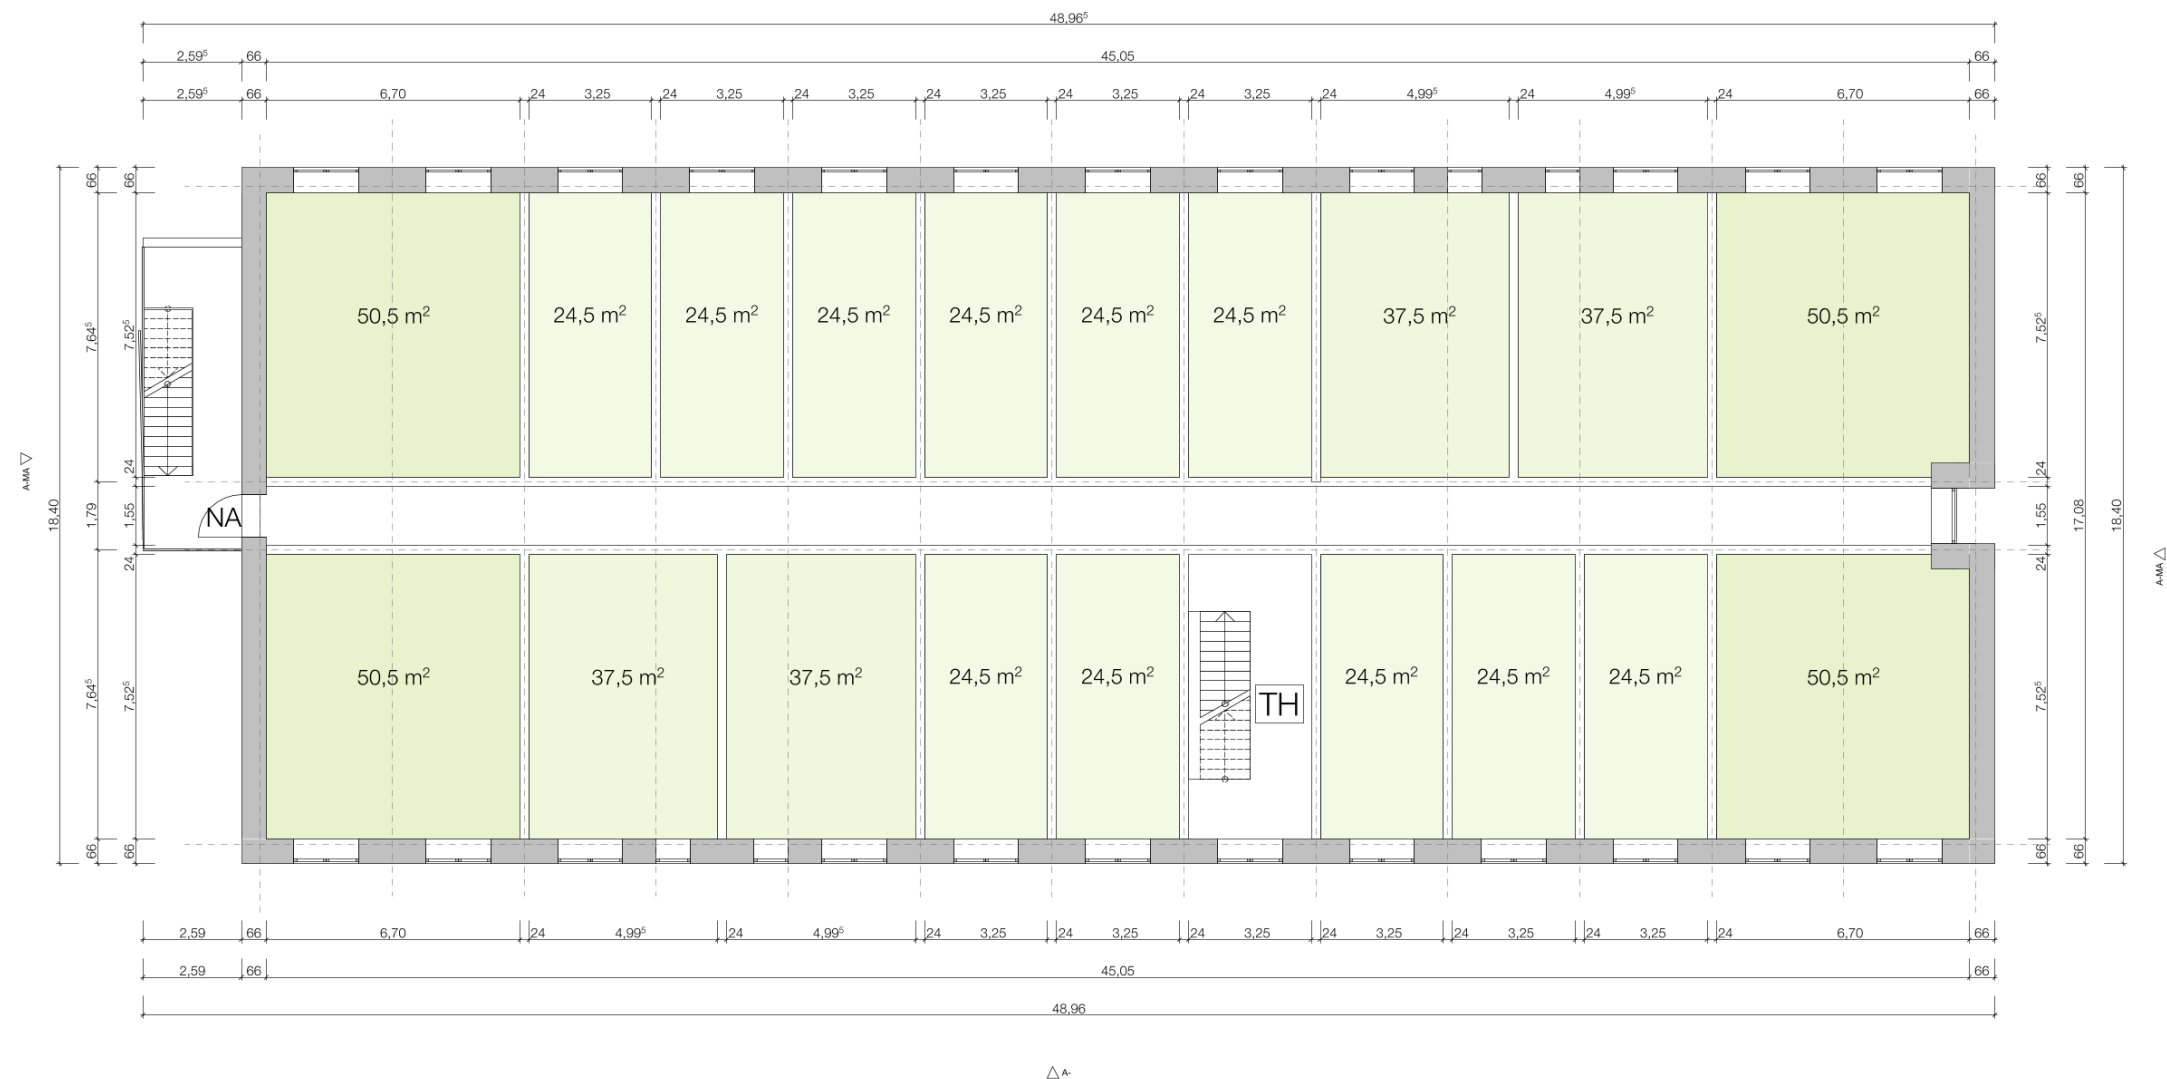 48,96⁵
2,59⁵ 66 45,05 66
2,59⁵ 66 6,70 24 3,25 24 3,25 24 3,25 24 3,25 24 3,25 24 3,25 24 4,99⁵ 24 4,99⁵ 24 6,70 66
66 66 66 66
50,5 m² 24,5 m² 24,5 m² 24,5 m² 24,5 m² 24,5 m² 24,5 m² 37,5 m² 37,5 m² 50,5 m²
7,64⁵ 7,52⁵ 7,52⁵
24 24
A-MA
18,40 1,79 1,55 NA 1,55 17,08 18,40
24 24
A-MA
50,5 m² 37,5 m² 37,5 m² 24,5 m² 24,5 m² 24,5 m² 24,5 m² 24,5 m² 50,5 m²
TH
7,64⁵ 7,52⁵ 7,52⁵
66 66 66 66
2,59 66 6,70 24 4,99⁵ 24 4,99⁵ 24 3,25 24 3,25 24 3,25 24 3,25 24 3,25 24 3,25 24 6,70 66
2,59 66 45,05 66
48,96
A-